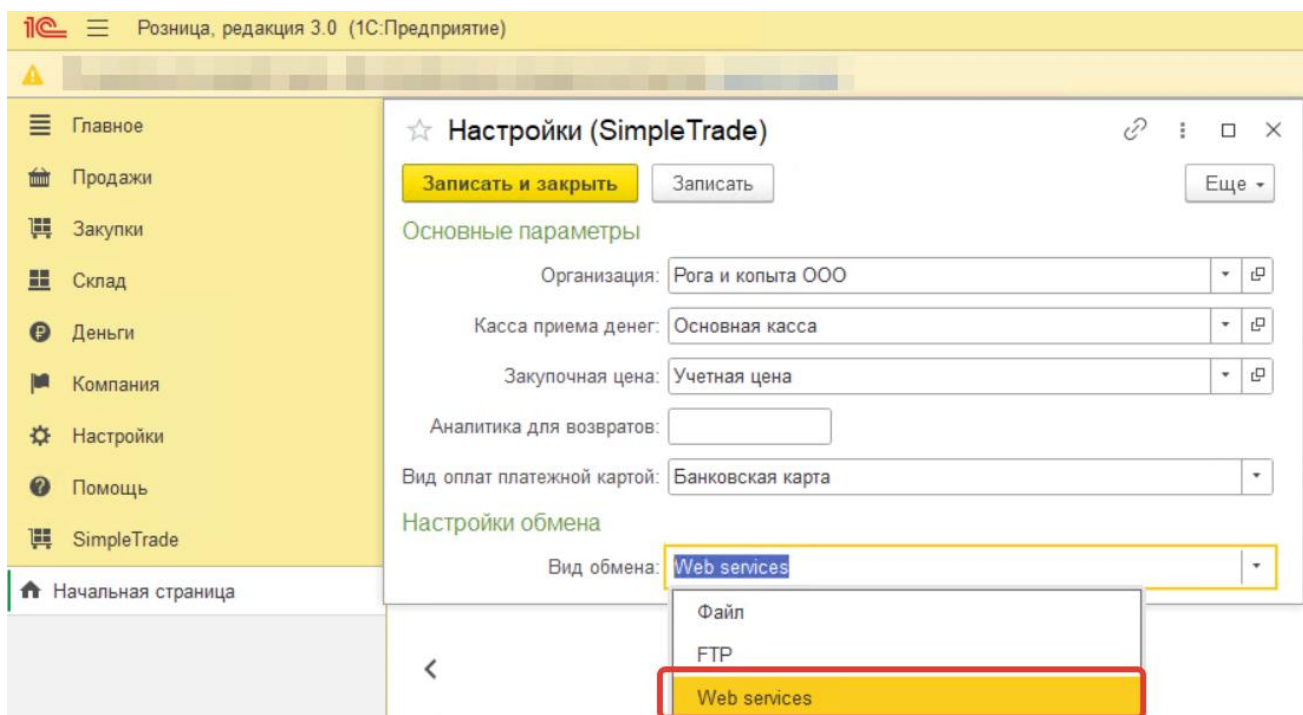 1С Розница, редакция 3.0 (1С:Предприятие)
Главное
Продажи
Закупки
Склад
Деньги
Компания
Настройки
Помощь
SimpleTrade
Начальная страница
Настройки (SimpleTrade)
Записать и закрыть Записать Еще
Основные параметры
Организация: Рога и копыта ООО
Касса приема денег: Основная касса
Закупочная цена: Учетная цена
Аналитика для возвратов:
Вид оплат платежной картой: Банковская карта
Настройки обмена
Вид обмена: Web services
Файл
FTP
Web services